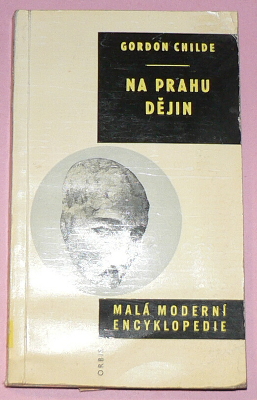 GORDON CHILDE
NA PRAHU
DĚJIN
MALÁ MODERNÍ
ENCYKLOPEDIE
ORBIS